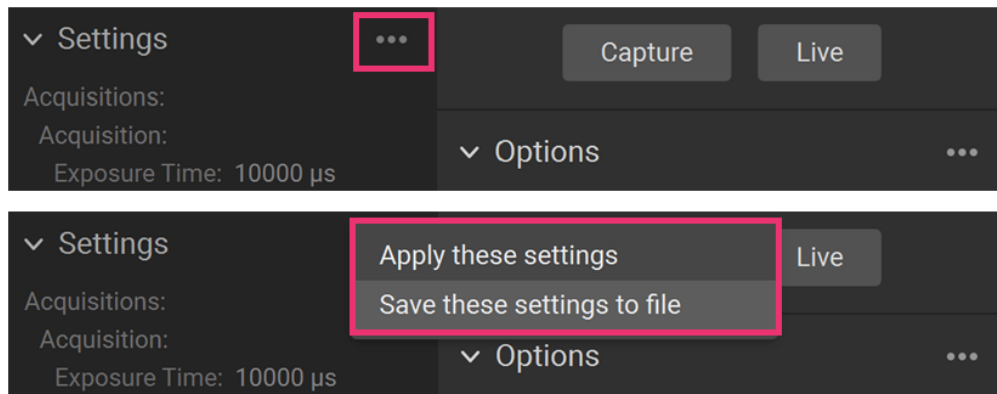 Settings •••
Capture Live
Acquisitions:
Acquisition:
Options •••
Exposure Time: 10000 µs
Settings
Apply these settings
Live
Save these settings to file
Acquisitions:
Acquisition:
Options •••
Exposure Time: 10000 µs